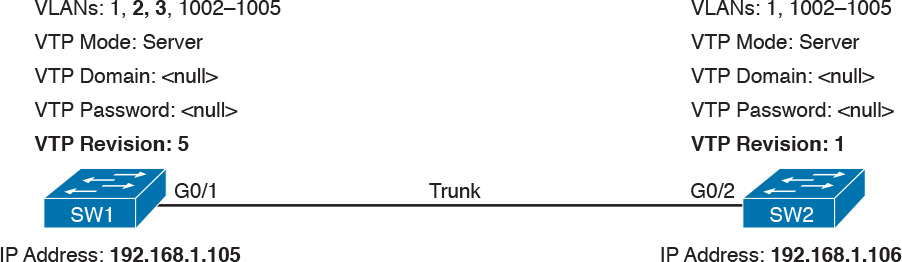 VLANs: 1, 2, 3, 1002–1005
VTP Mode: Server
VTP Domain: <null>
VTP Password: <null>
VTP Revision: 5
VLANs: 1, 1002–1005
VTP Mode: Server
VTP Domain: <null>
VTP Password: <null>
VTP Revision: 1
G0/1
Trunk
G0/2
SW1
SW2
IP Address: 192.168.1.105
IP Address: 192.168.1.106